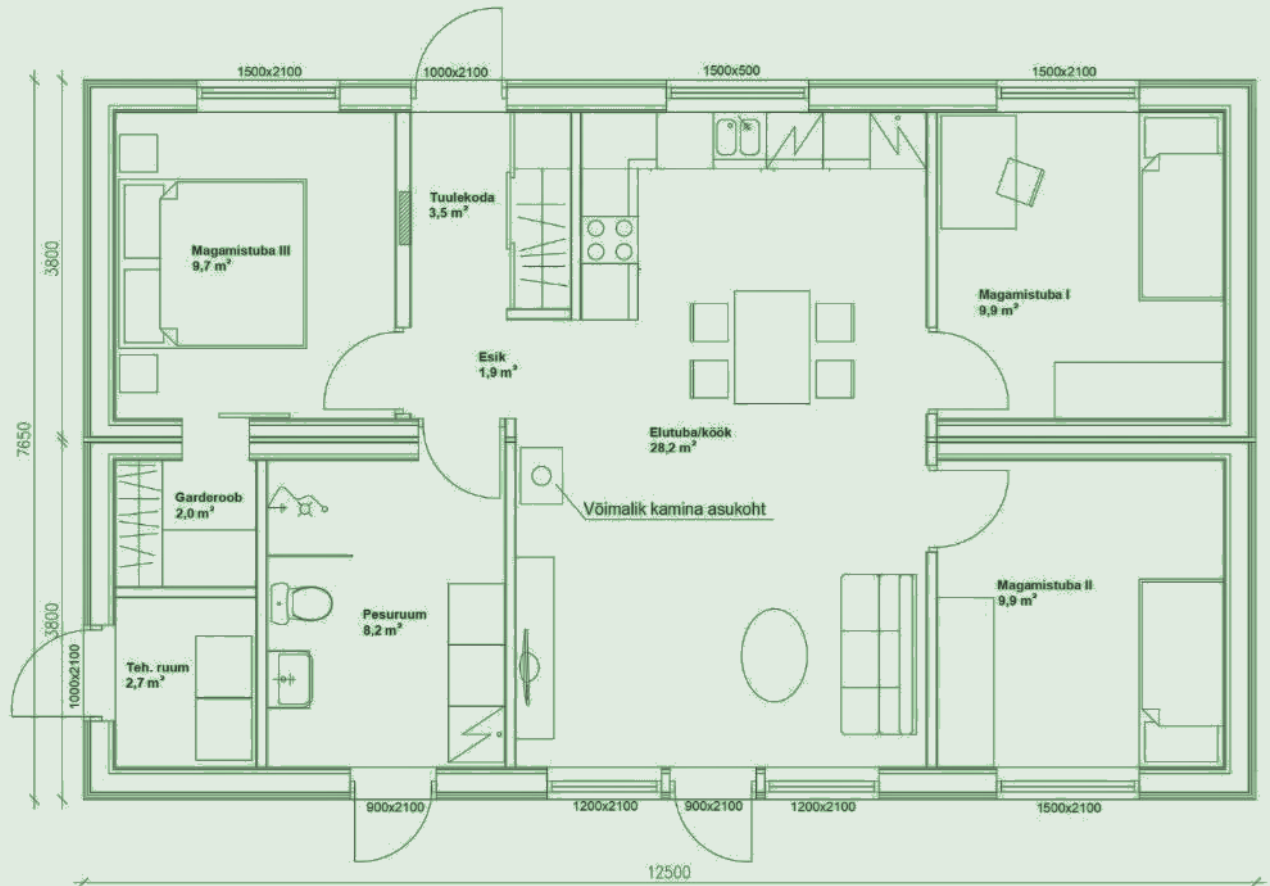 1500x2100
1000x2100
1500x500
1500x2100
Tuulekoda
3,5 m²
Magamistuba III
9,7 m²
3800
Magamistuba I
9,9 m²
Esik
1,9 m²
7650
Elutuba/köök
28,2 m²
Garderoob
2,0 m²
Võimalik kamina asukoht
Magamistuba II
9,9 m²
Pesuruum
8,2 m²
3800
1000x2100
Teh. ruum
2,7 m²
900x2100
1200x2100
900x2100
1200x2100
1500x2100
12500